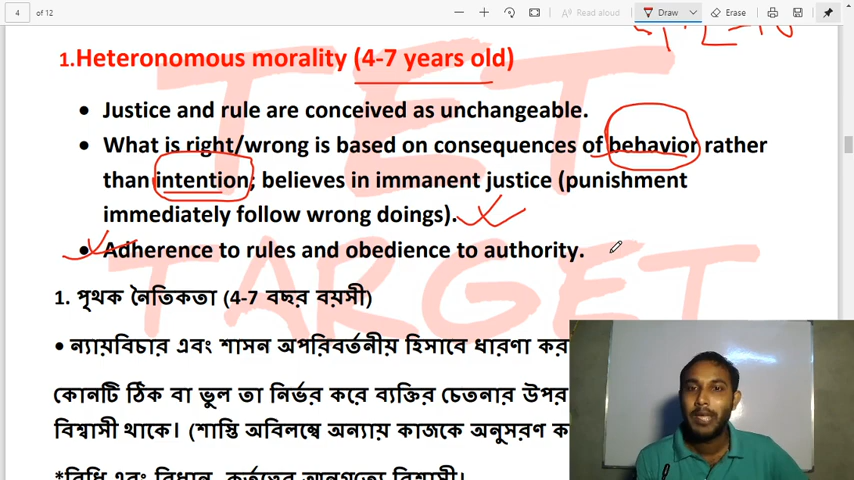 4 of 12
Read aloud
Draw
Erase
TET
TARGET
1.Heteronomous morality (4-7 years old)
• Justice and rule are conceived as unchangeable.
• What is right/wrong is based on consequences of behavior rather
than intention; believes in immanent justice (punishment
immediately follow wrong doings).
• Adherence to rules and obedience to authority.
1. পৃথক নৈতিকতা (4-7 বছর বয়সী)
• ন্যায়বিচার এবং শাসন অপরিবর্তনীয় হিসাবে ধারণা কর
কোনটি ঠিক বা ভুল তা নির্ভর করে ব্যক্তির চেতনার উপর
বিশ্বাসী থাকে। (শাস্তি অবিলম্বে অন্যায় কাজকে অনুসরণ ক
*বিধি এবং বিধান, কর্তৃত্বের আনুগত্যে বিশ্বাসী।